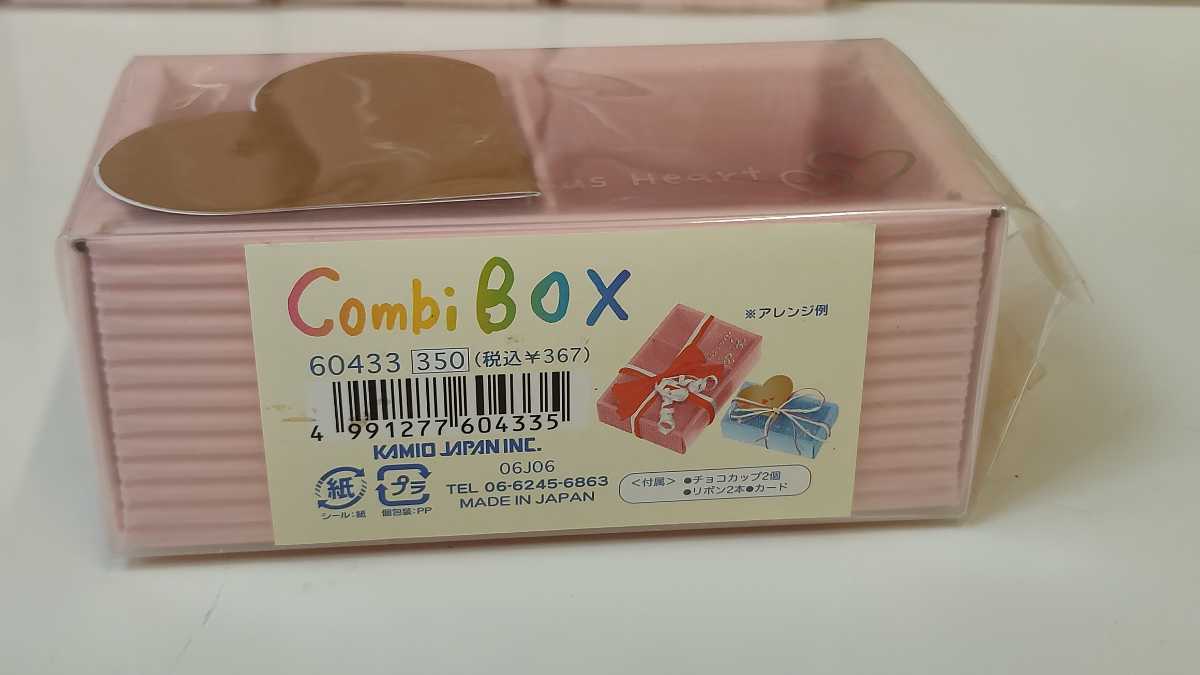 Heart
Combi BOX
※アレンジ例
60433 350 (税込¥367)
4 991277 604335
KAMIO JAPAN INC.
06J06
TEL 06-6245-6863
MADE IN JAPAN
紙
シール:紙
プラ
個包装:PP
<付属> ●チョコカップ2個
●リボン2本●カード